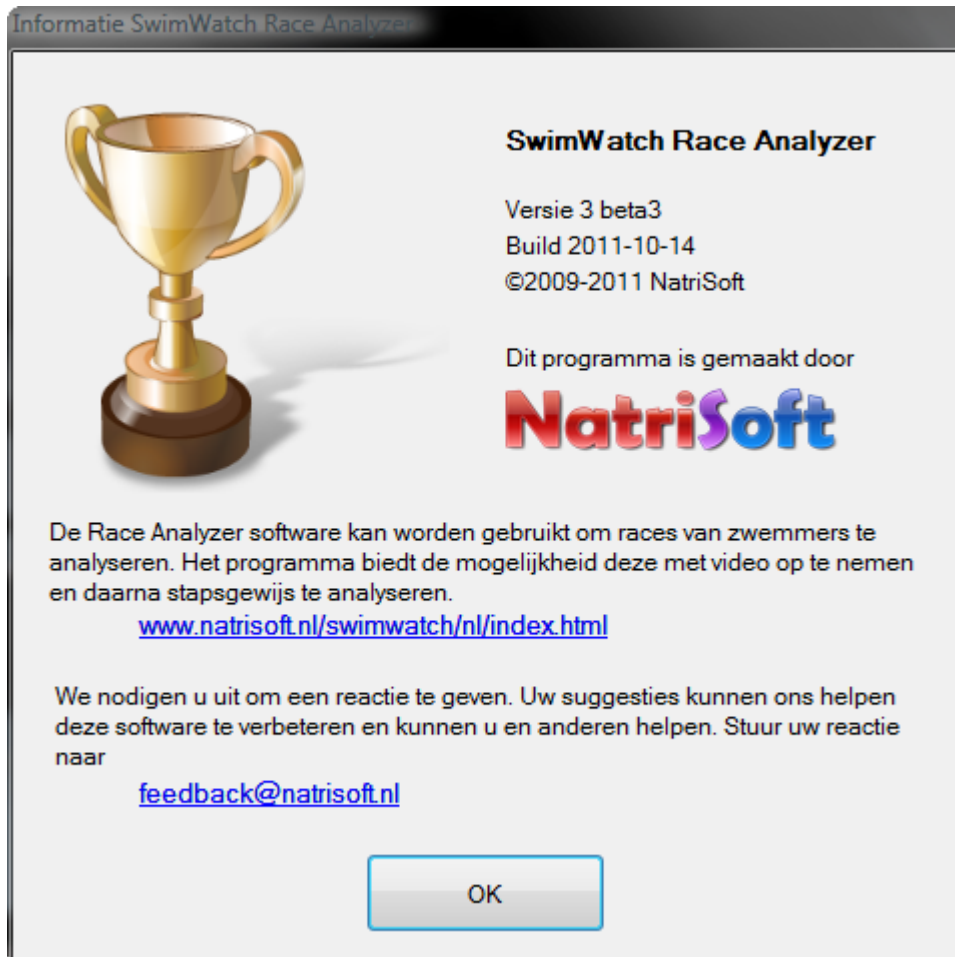 Informatie SwimWatch Race Analyzer
SwimWatch Race Analyzer
Versie 3 beta3
Build 2011-10-14
©2009-2011 NatriSoft
Dit programma is gemaakt door
NatriSoft
De Race Analyzer software kan worden gebruikt om races van zwemmers te
analyseren. Het programma biedt de mogelijkheid deze met video op te nemen
en daarna stapsgewijs te analyseren.
www.natrisoft.nl/swimwatch/nl/index.html
We nodigen u uit om een reactie te geven. Uw suggesties kunnen ons helpen
deze software te verbeteren en kunnen u en anderen helpen. Stuur uw reactie
naar
feedback@natrisoft.nl
OK